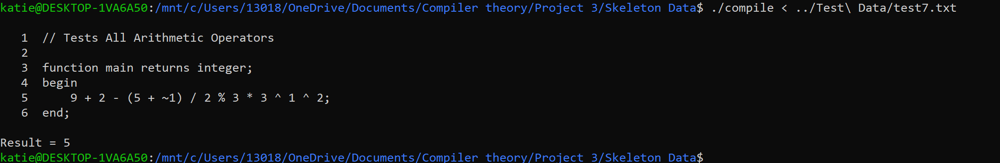 katie@DESKTOP-1VA6A50:/mnt/c/Users/13018/OneDrive/Documents/Compiler theory/Project 3/Skeleton Data$ ./compile < ../Test\ Data/test7.txt
1 // Tests All Arithmetic Operators
2
3 function main returns integer;
4 begin
5 9 + 2 - (5 + ~1) / 2 % 3 * 3 ^ 1 ^ 2;
6 end;
Result = 5
katie@DESKTOP-1VA6A50:/mnt/c/Users/13018/OneDrive/Documents/Compiler theory/Project 3/Skeleton Data$